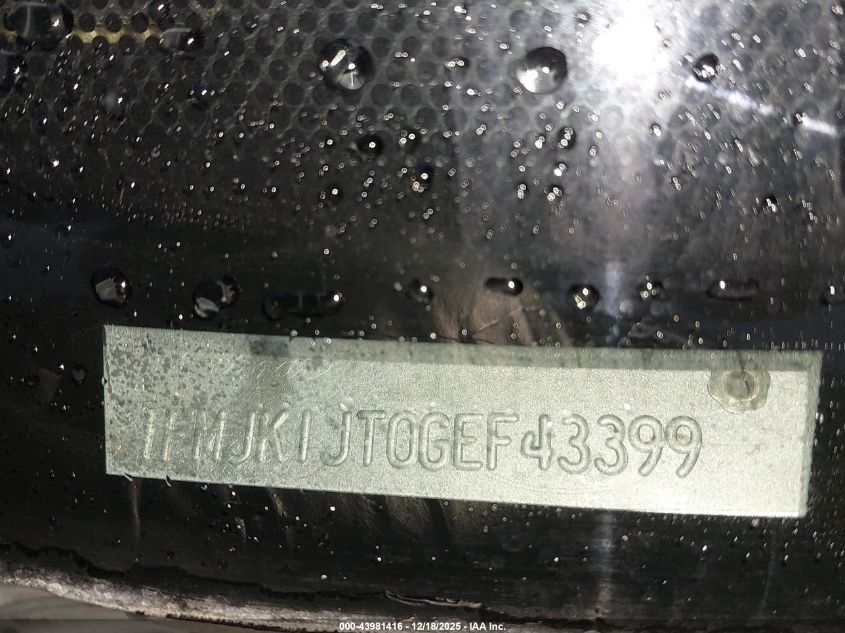 1FMJK1JT0GEF43399
000-43981416 - 12/18/2025 - IAA Inc.